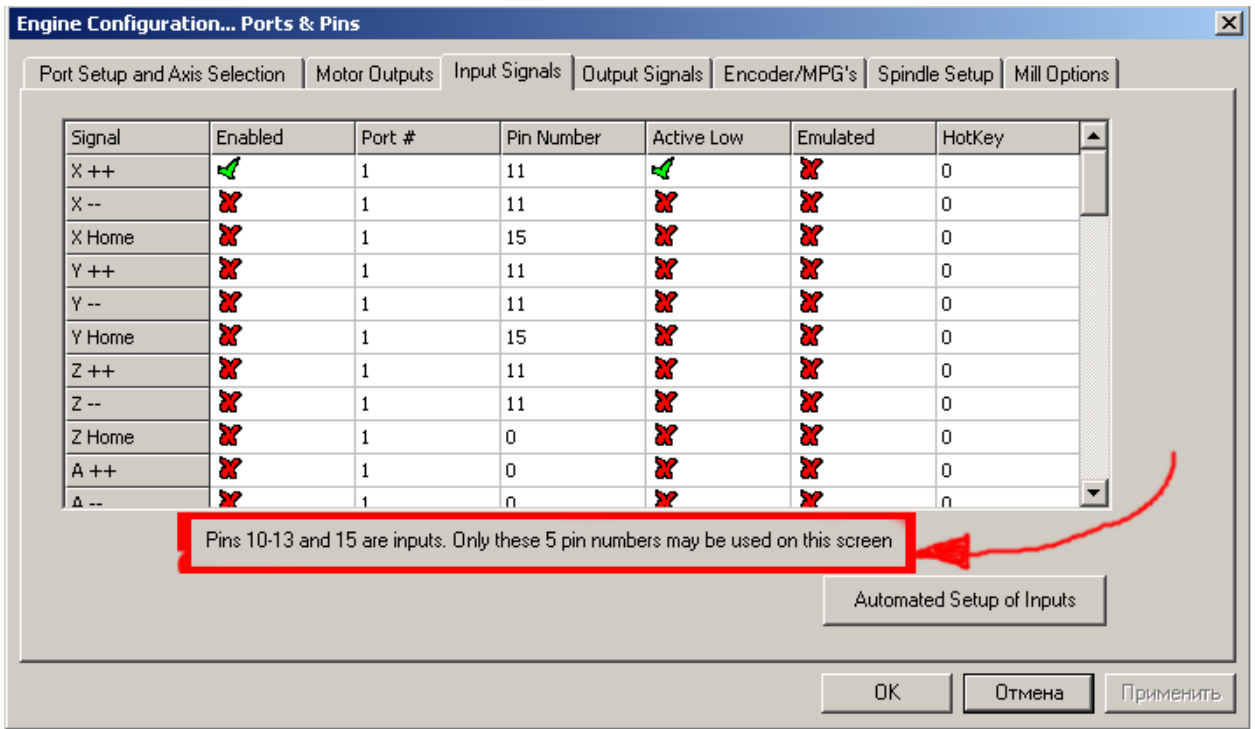 Engine Configuration... Ports & Pins
Port Setup and Axis Selection Motor Outputs Input Signals Output Signals Encoder/MPG's Spindle Setup Mill Options
Signal Enabled Port # Pin Number Active Low Emulated HotKey
X ++ 1 11 0
X -- 1 11 0
X Home 1 15 0
Y ++ 1 11 0
Y -- 1 11 0
Y Home 1 15 0
Z ++ 1 11 0
Z -- 1 11 0
Z Home 1 0 0
A ++ 1 0 0
A -- 1 0 0
Pins 10-13 and 15 are inputs. Only these 5 pin numbers may be used on this screen
Automated Setup of Inputs
OK Отмена Применить